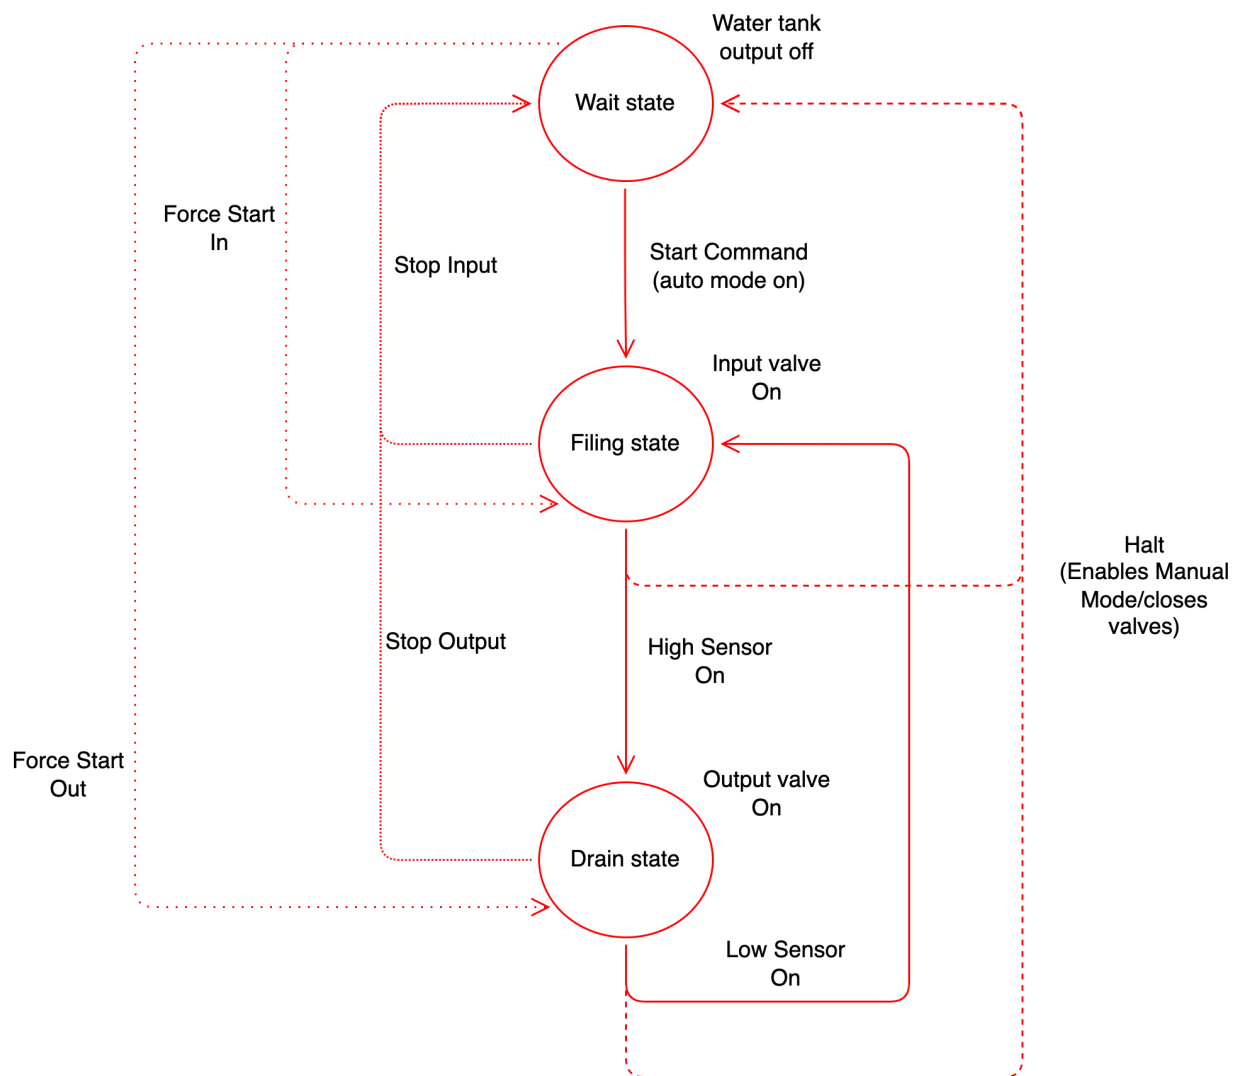 Water tank
output off
Wait state
Force Start
In
Stop Input
Start Command
(auto mode on)
Input valve
On
Filing state
Halt
(Enables Manual
Mode/closes
valves)
Stop Output
High Sensor
On
Force Start
Out
Output valve
On
Drain state
Low Sensor
On